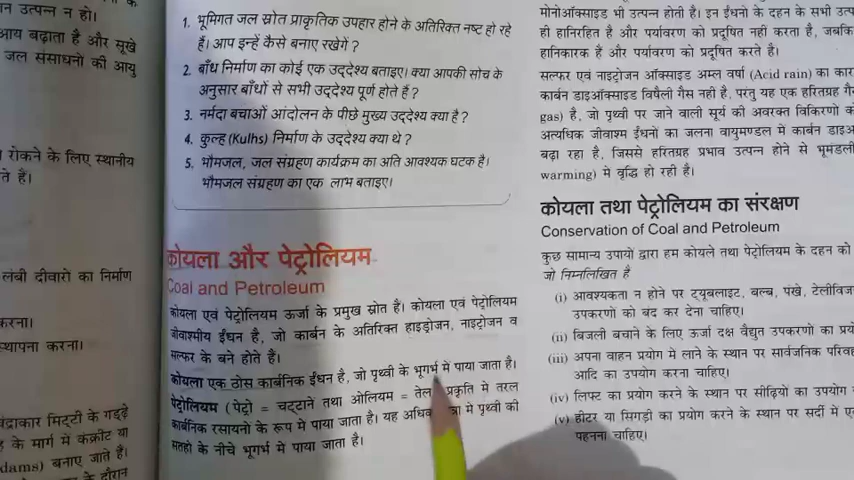 न उत्पन्न न हो।
आय बढ़ाता है और सूखे
जल संसाधनों की आयु
रोकने के लिए स्थानीय
ते हैं।
लंबी दीवारों का निर्माण
करना।
स्थापना करना।
चंद्राकार मिट्टी के गड्ढे
के मार्ग में कंक्रीट या
dams) बनाए जाते हैं।
के दौरान
1. भूमिगत जल स्रोत प्राकृतिक उपहार होने के अतिरिक्त नष्ट हो रहे
हैं। आप इन्हें कैसे बनाए रखेगें ?
2. बाँध निर्माण का कोई एक उद्देश्य बताइए। क्या आपकी सोच के
अनुसार बाँधों से सभी उद्देश्य पूर्ण होते हैं ?
3. नर्मदा बचाओं आंदोलन के पीछे मुख्य उद्देश्य क्या है ?
4. कुल्ह (Kulhs) निर्माण के उद्देश्य क्या थे ?
5. भौमजल, जल संग्रहण कार्यक्रम का अति आवश्यक घटक है।
भौमजल संग्रहण का एक लाभ बताइए।
कोयला और पेट्रोलियम
Coal and Petroleum
कोयला एवं पेट्रोलियम ऊर्जा के प्रमुख स्रोत हैं। कोयला एवं पेट्रोलियम
जीवाश्मीय ईंधन है, जो कार्बन के अतिरिक्त हाइड्रोजन, नाइट्रोजन व
सल्फर के बने होते हैं।
कोयला एक ठोस कार्बनिक ईंधन है, जो पृथ्वी के भूगर्भ में पाया जाता है।
पेट्रोलियम (पेट्रो = चट्टाने तथा ओलियम = तेल प्रकृति मे तरल
कार्बनिक रसायनो के रूप में पाया जाता है। यह अधिक मे पृथ्वी की
सतहो के नीचे भूगर्भ में पाया जाता है।
मोनोऑक्साइड भी उत्पन्न होती है। इन ईंधनो के दहन के सभी उत्प
ही हानिरहित है और पर्यावरण को प्रदूषित नहीं करता है, जबकि
हानिकारक है और पर्यावरण को प्रदूषित करते है।
सल्फर एवं नाइट्रोजन ऑक्साइड अम्ल वर्षा (Acid rain) का कार
कार्बन डाइऑक्साइड विषैली गैस नही है, परंतु यह एक हरितग्रह गै
gas) है, जो पृथ्वी पर जाने वाली सूर्य को अवरक्त विकिरणो को
अत्यधिक जीवाश्म ईंधनों का जलना वायुमण्डल में कार्बन डाइअ
बढ़ा रहा है, जिससे हरितग्रह प्रभाव उत्पन्न होने से भूमंडली
warming) में वृद्धि हो रही है।
कोयला तथा पेट्रोलियम का संरक्षण
Conservation of Coal and Petroleum
कुछ सामान्य उपायों द्वारा हम कोयले तथा पेट्रोलियम के दहन को
जो निम्नलिखित है
(i) आवश्यकता न होने पर ट्यूबलाइट, बल्ब, पंखे, टेलीविज
उपकरणों को बंद कर देना चाहिए।
(ii) बिजली बचाने के लिए ऊर्जा दक्ष वैद्युत उपकरणों का प्रयो
(iii) अपना वाहन प्रयोग में लाने के स्थान पर सार्वजनिक परिवह
आदि का उपयोग करना चाहिए।
(iv) लिफ्ट का प्रयोग करने के स्थान पर सीढ़ियों का उपयोग
(v) हीटर या सिगड़ी का प्रयोग करने के स्थान पर सर्दी में ए
पहनना चाहिए।